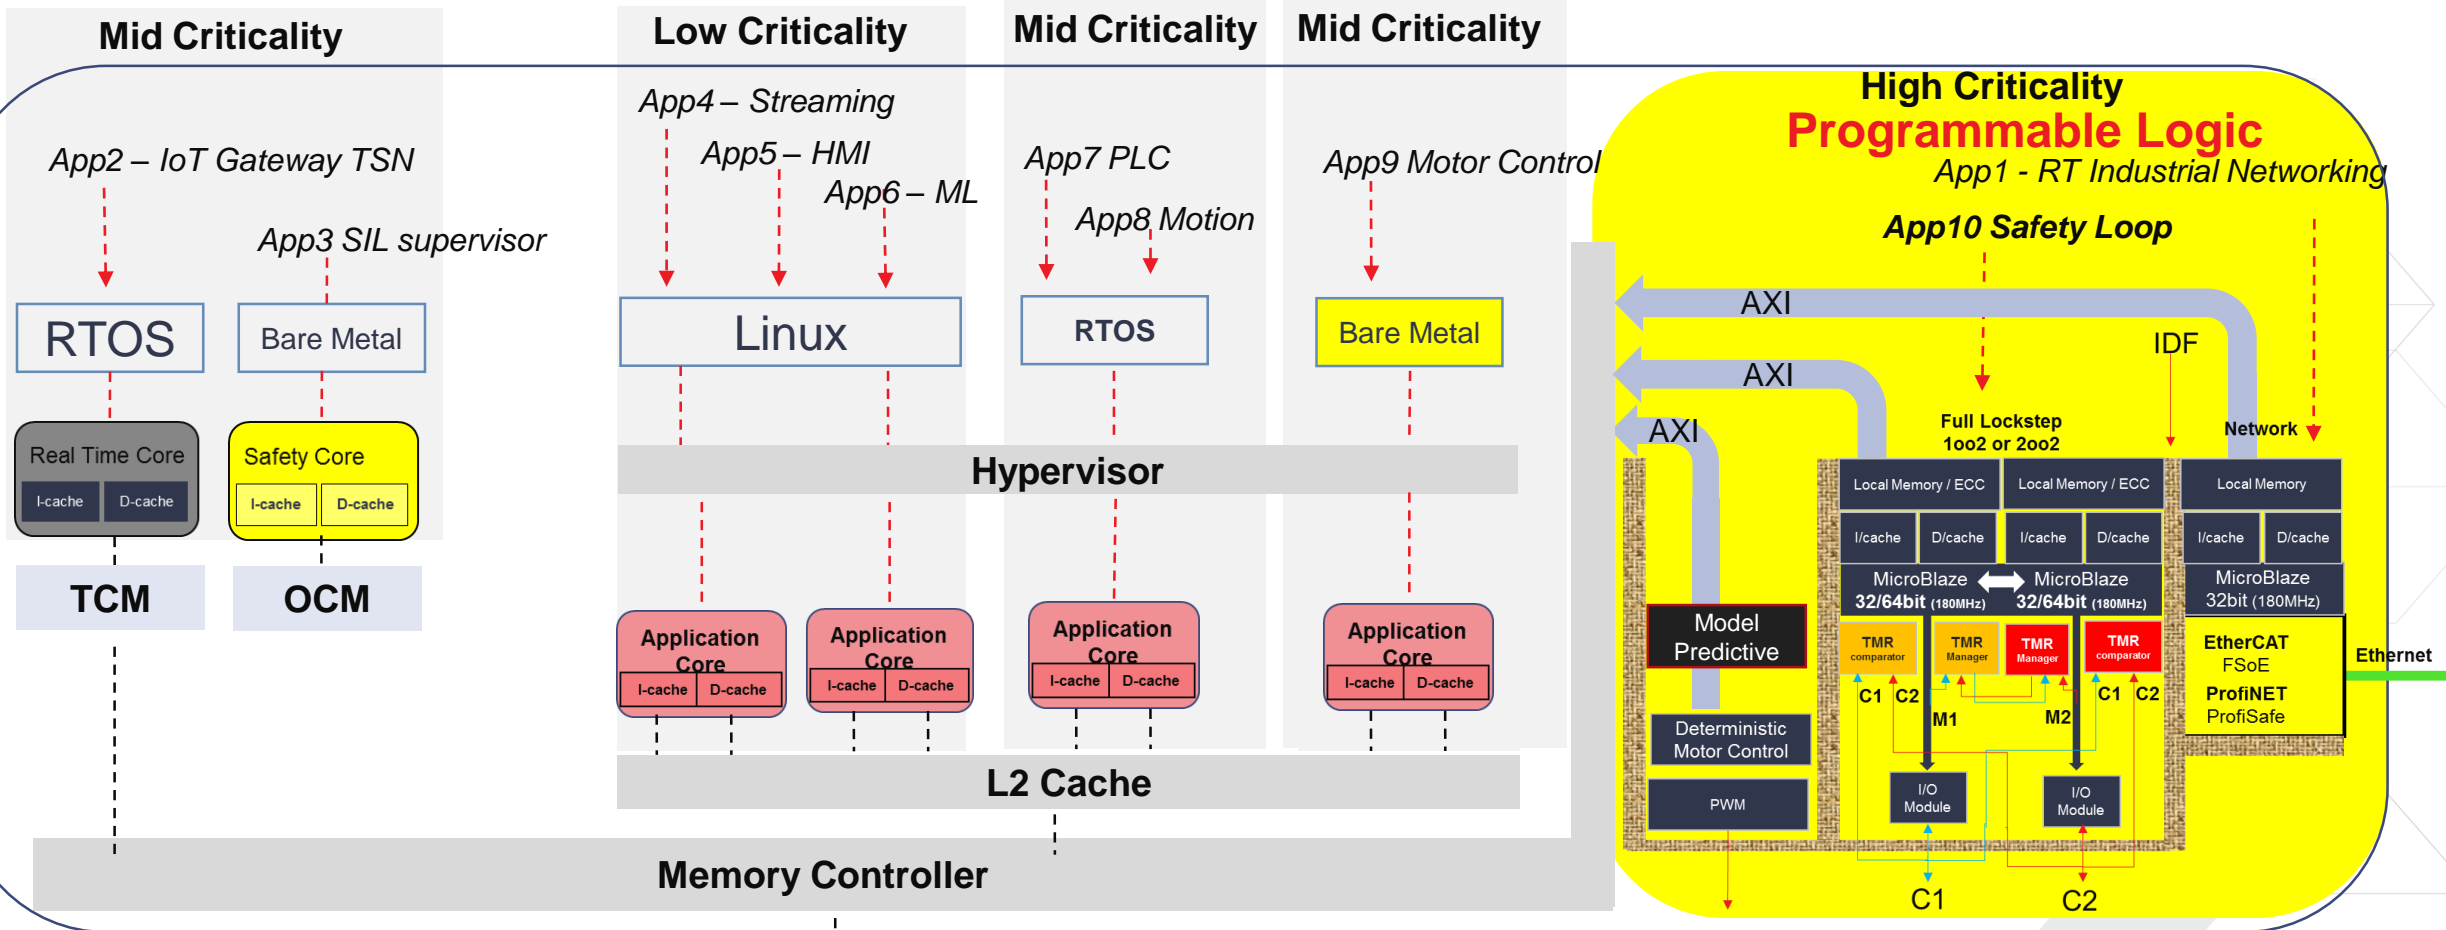 Mid Criticality
App2 – IoT Gateway TSN
App3 SIL supervisor
RTOS
Bare Metal
Real Time Core
I-cache
D-cache
Safety Core
I-cache
D-cache
TCM
OCM
Low Criticality
App4 – Streaming
App5 – HMI
App6 – ML
Linux
Mid Criticality
App7 PLC
App8 Motion
RTOS
Mid Criticality
App9 Motor Control
Bare Metal
Hypervisor
Application
Core
I-cache
D-cache
Application
Core
I-cache
D-cache
Application
Core
I-cache
D-cache
Application
Core
I-cache
D-cache
L2 Cache
Memory Controller
High Criticality
Programmable Logic
App1 - RT Industrial Networking
App10 Safety Loop
AXI
AXI
AXI
IDF
Full Lockstep
1oo2 or 2oo2
Network
Local Memory / ECC
Local Memory / ECC
Local Memory
I/cache
D/cache
I/cache
D/cache
I/cache
D/cache
MicroBlaze
32/64bit (180MHz)
MicroBlaze
32/64bit (180MHz)
MicroBlaze
32bit (180MHz)
Model
Predictive
Deterministic
Motor Control
PWM
TMR
comparator
TMR
Manager
TMR
Manager
TMR
comparator
C1
C2
M1
M2
C1
C2
I/O
Module
I/O
Module
C1
C2
EtherCAT
FSoE
ProfiNET
ProfiSafe
Ethernet